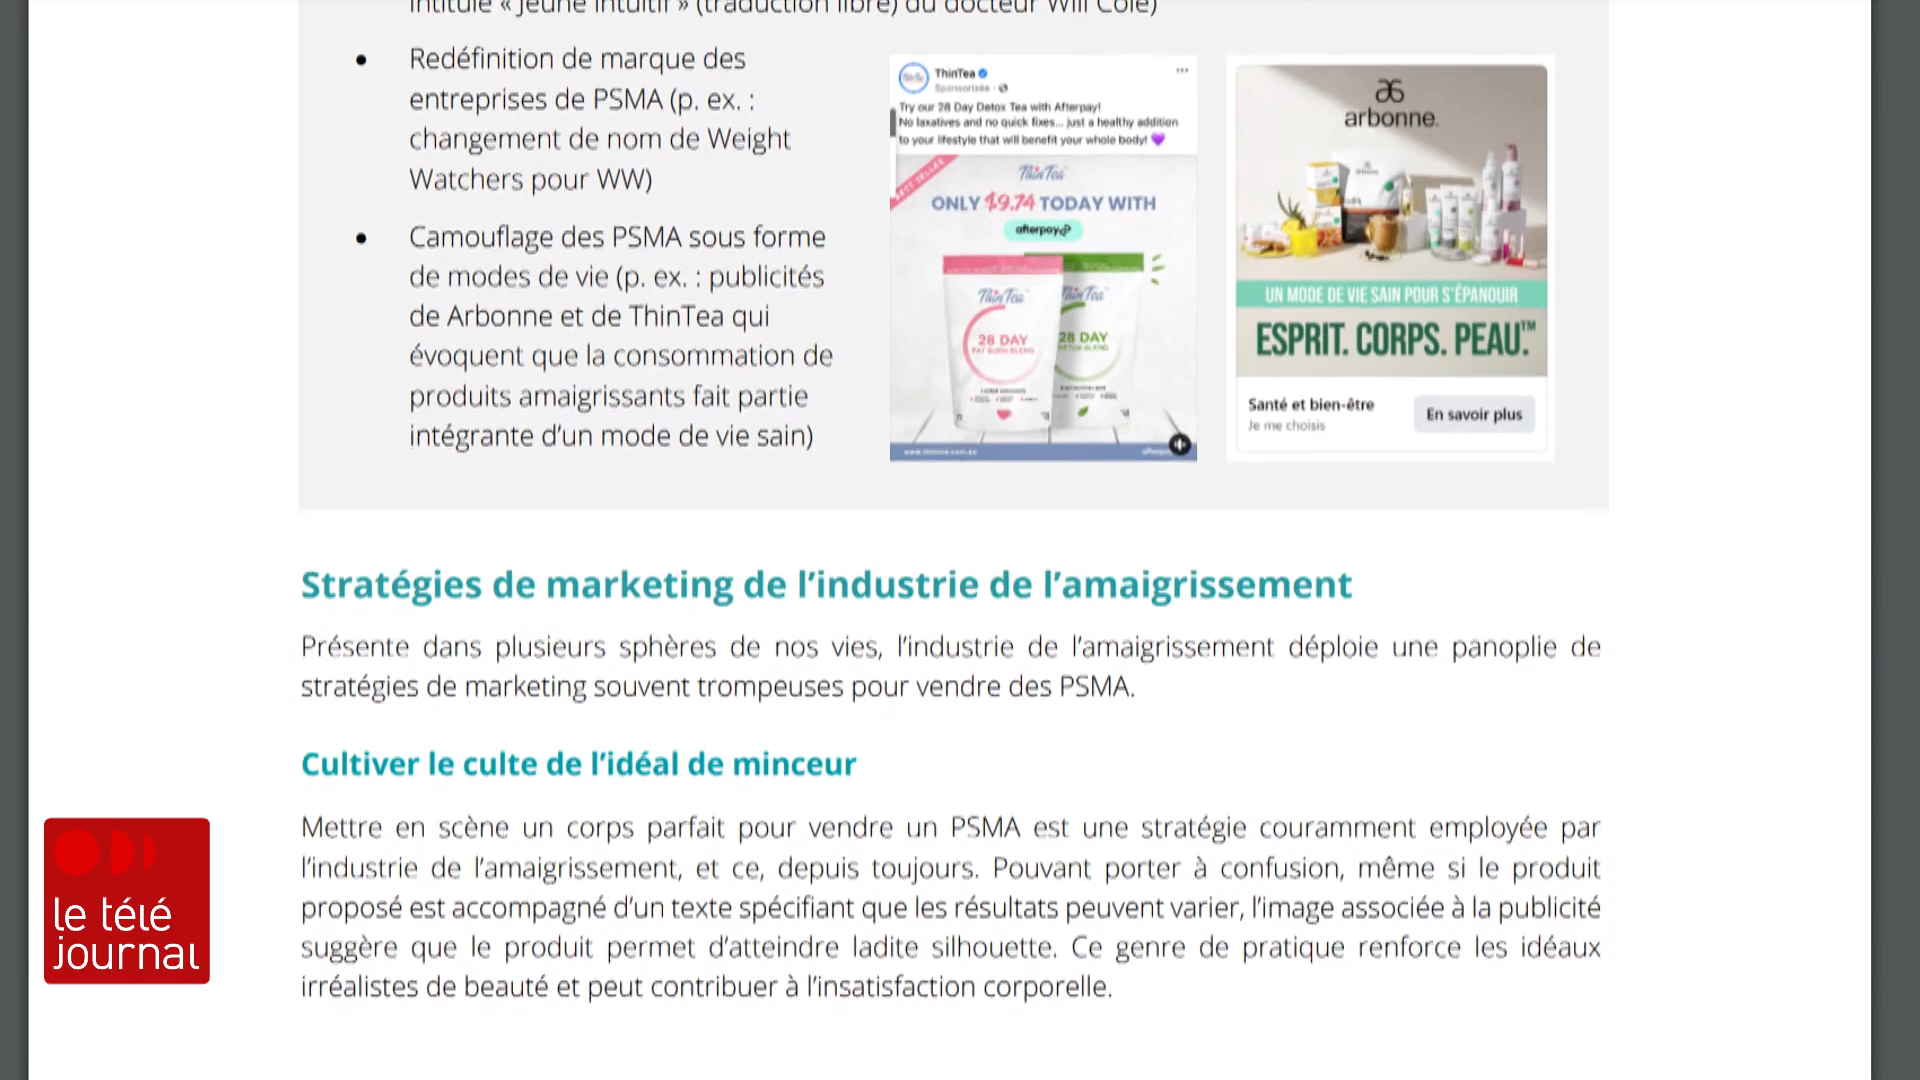 intitulé « Jeûne intuitif » (traduction libre) du docteur Will Cole)
• Redéfinition de marque des
entreprises de PSMA (p. ex. :
changement de nom de Weight
Watchers pour WW)
• Camouflage des PSMA sous forme
de modes de vie (p. ex. : publicités
de Arbonne et de ThinTea qui
évoquent que la consommation de
produits amaigrissants fait partie
intégrante d’un mode de vie sain)
ThinTea
Sponsorisée
Try our 28 Day Detox Tea with Afterpay!
No laxatives and no quick fixes... just a healthy addition
to your lifestyle that will benefit your whole body! 💜
BEST SELLER
ThinTea
ONLY $9.74 TODAY WITH
afterpay
ThinTea
ThinTea
28 DAY
28 DAY
arbonne.
UN MODE DE VIE SAIN POUR S’ÉPANOUIR
ESPRIT. CORPS. PEAU.™
Santé et bien-être
Je me choisis
En savoir plus
Stratégies de marketing de l’industrie de l’amaigrissement
Présente dans plusieurs sphères de nos vies, l’industrie de l’amaigrissement déploie une panoplie de
stratégies de marketing souvent trompeuses pour vendre des PSMA.
Cultiver le culte de l’idéal de minceur
Mettre en scène un corps parfait pour vendre un PSMA est une stratégie couramment employée par
l’industrie de l’amaigrissement, et ce, depuis toujours. Pouvant porter à confusion, même si le produit
proposé est accompagné d’un texte spécifiant que les résultats peuvent varier, l’image associée à la publicité
suggère que le produit permet d’atteindre ladite silhouette. Ce genre de pratique renforce les idéaux
irréalistes de beauté et peut contribuer à l’insatisfaction corporelle.
le télé
journal